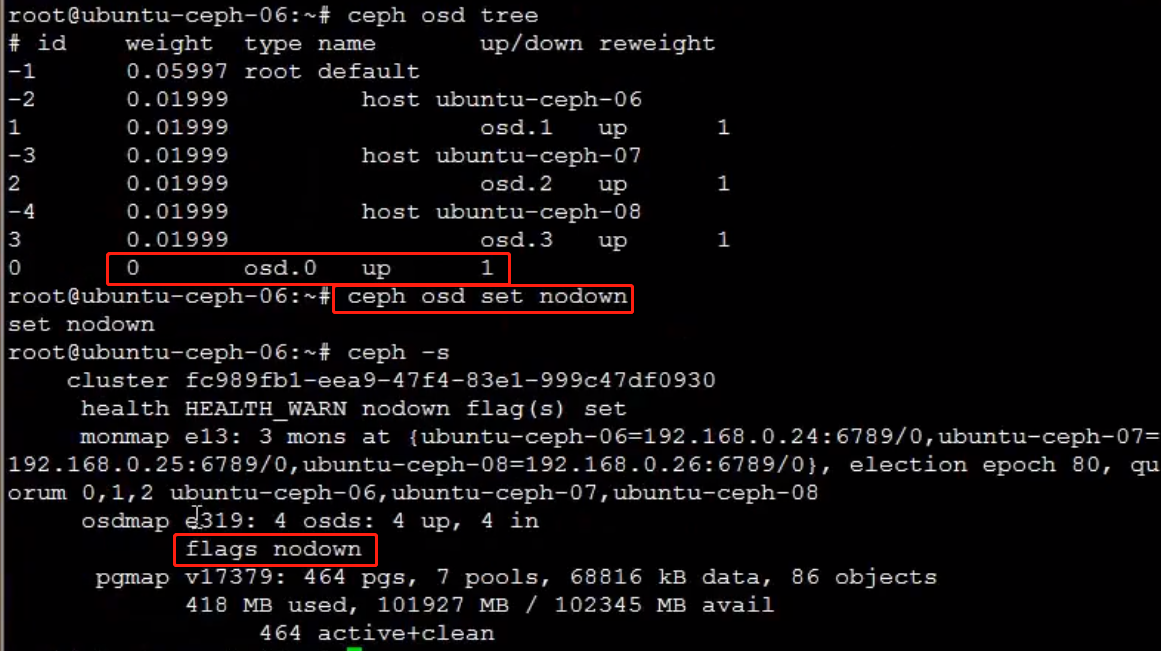 root@ubuntu-ceph-06:~# ceph osd tree
# id    weight  type name       up/down reweight
-1      0.05997 root default
-2      0.01999         host ubuntu-ceph-06
1       0.01999                 osd.1   up      1
-3      0.01999         host ubuntu-ceph-07
2       0.01999                 osd.2   up      1
-4      0.01999         host ubuntu-ceph-08
3       0.01999                 osd.3   up      1
0       0       osd.0   up      1
root@ubuntu-ceph-06:~# ceph osd set nodown
set nodown
root@ubuntu-ceph-06:~# ceph -s
    cluster fc989fb1-eea9-47f4-83e1-999c47df0930
     health HEALTH_WARN nodown flag(s) set
     monmap e13: 3 mons at {ubuntu-ceph-06=192.168.0.24:6789/0,ubuntu-ceph-07=
192.168.0.25:6789/0,ubuntu-ceph-08=192.168.0.26:6789/0}, election epoch 80, qu
orum 0,1,2 ubuntu-ceph-06,ubuntu-ceph-07,ubuntu-ceph-08
     osdmap e319: 4 osds: 4 up, 4 in
            flags nodown
      pgmap v17379: 464 pgs, 7 pools, 68816 kB data, 86 objects
            418 MB used, 101927 MB / 102345 MB avail
                 464 active+clean